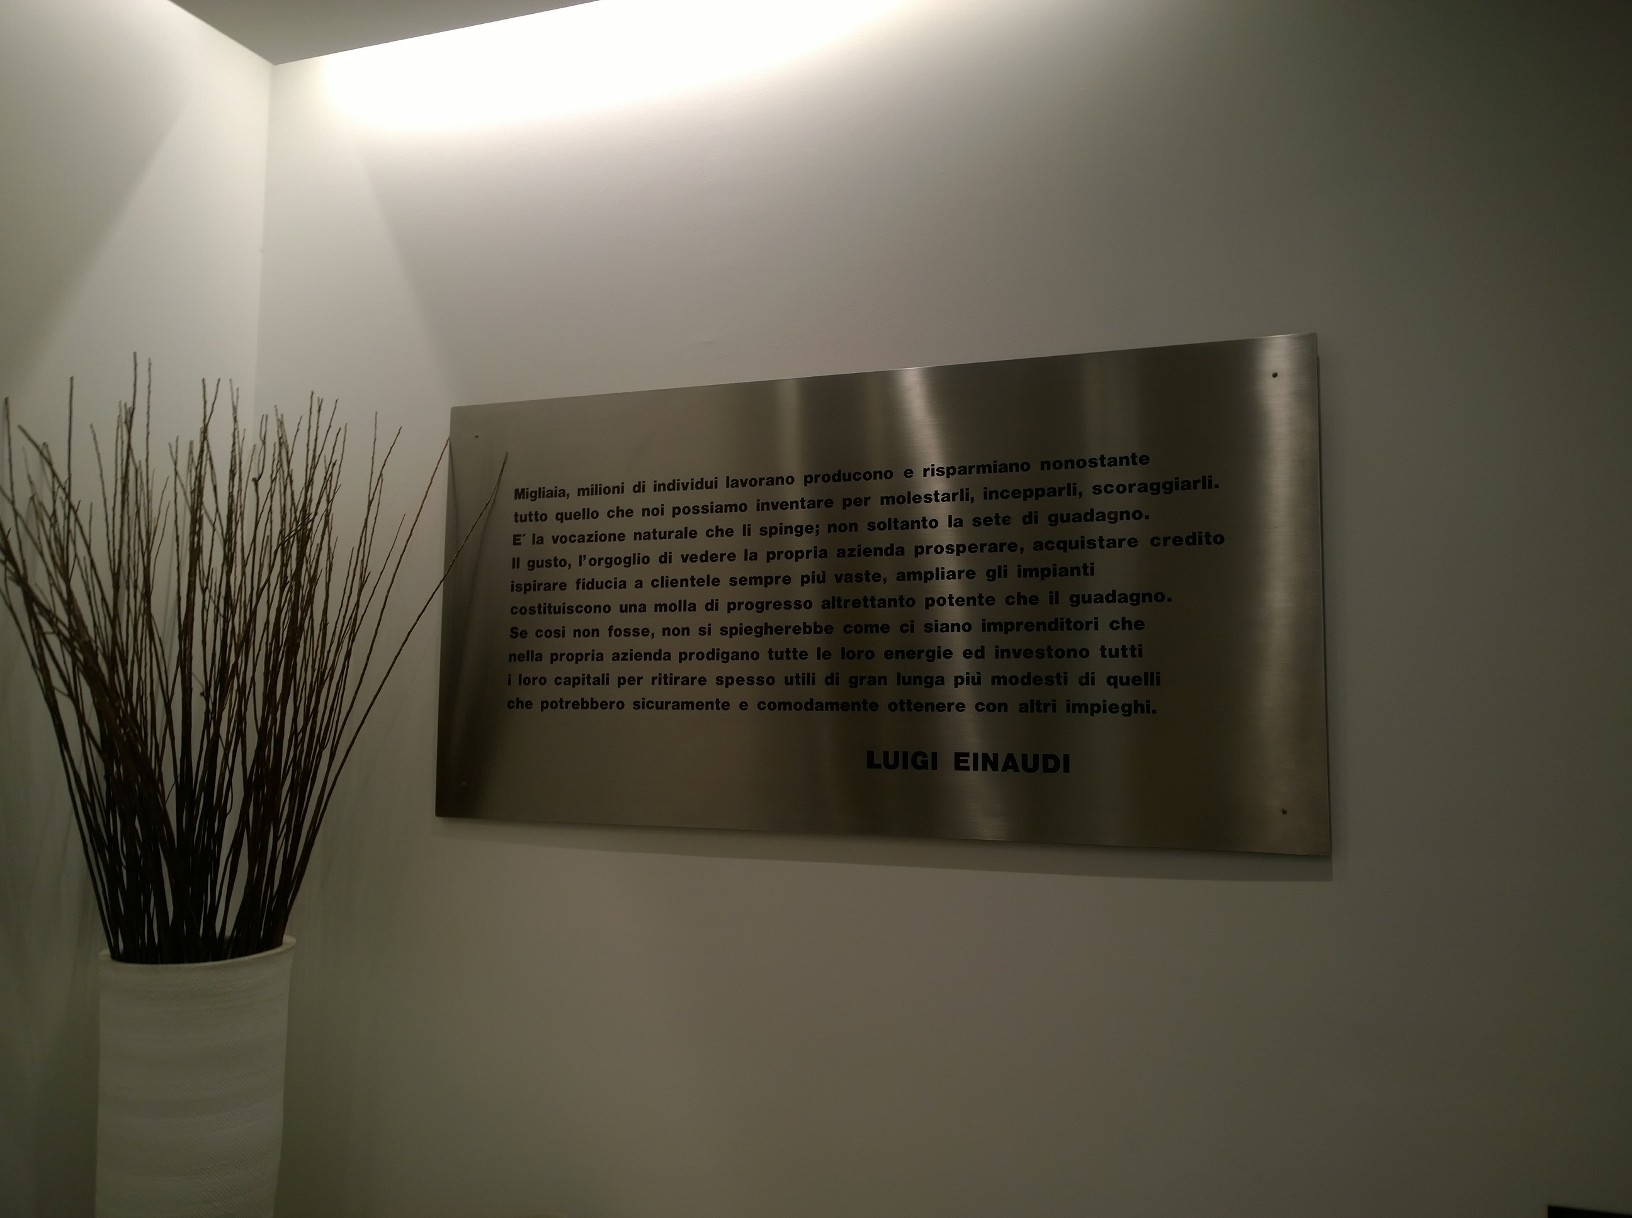 Migliaia, milioni di individui lavorano producono e risparmiano nonostante
tutto quello che noi possiamo inventare per molestarli, incepparli, scoraggiarli.
E´ la vocazione naturale che li spinge; non soltanto la sete di guadagno.
Il gusto, l'orgoglio di vedere la propria azienda prosperare, acquistare credito
ispirare fiducia a clientele sempre più vaste, ampliare gli impianti
costituiscono una molla di progresso altrettanto potente che il guadagno.
Se cosi non fosse, non si spiegherebbe come ci siano imprenditori che
nella propria azienda prodigano tutte le loro energie ed investono tutti
i loro capitali per ritirare spesso utili di gran lunga più modesti di quelli
che potrebbero sicuramente e comodamente ottenere con altri impieghi.
LUIGI EINAUDI